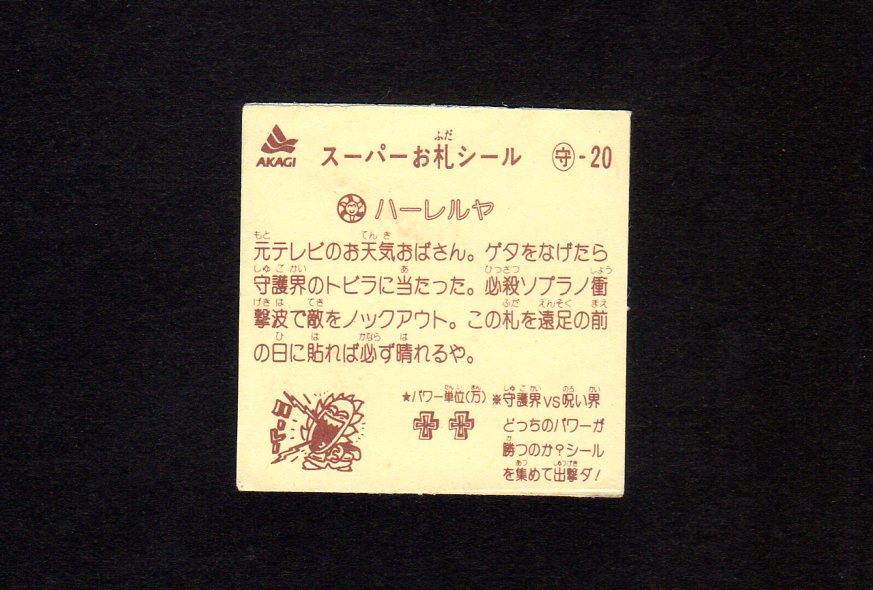 AKAGI スーパーお札シール ㊝-20
ハーレルヤ
元テレビのお天気おばさん。ゲタをなげたら
守護界のトビラに当たった。必殺ソプラノ衝
撃波で敵をノックアウト。この札を遠足の前
の日に貼れば必ず晴れるや。
★パワー単位(万)
※守護界VS呪い界
どっちのパワーが
勝つのか?シール
を集めて出撃ダ!